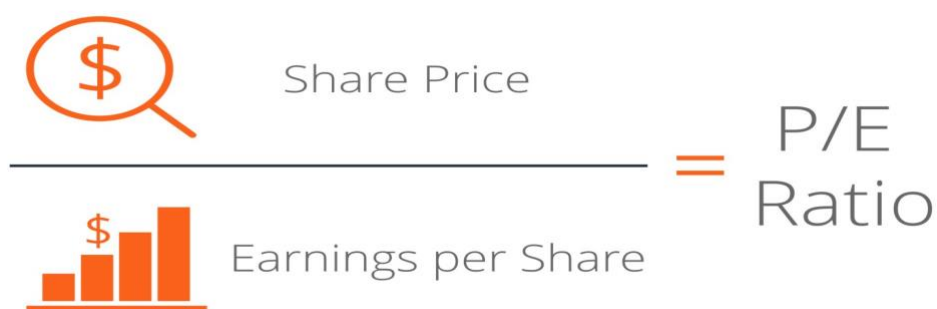 $
Share Price
=
P/E
Ratio
$
Earnings per Share